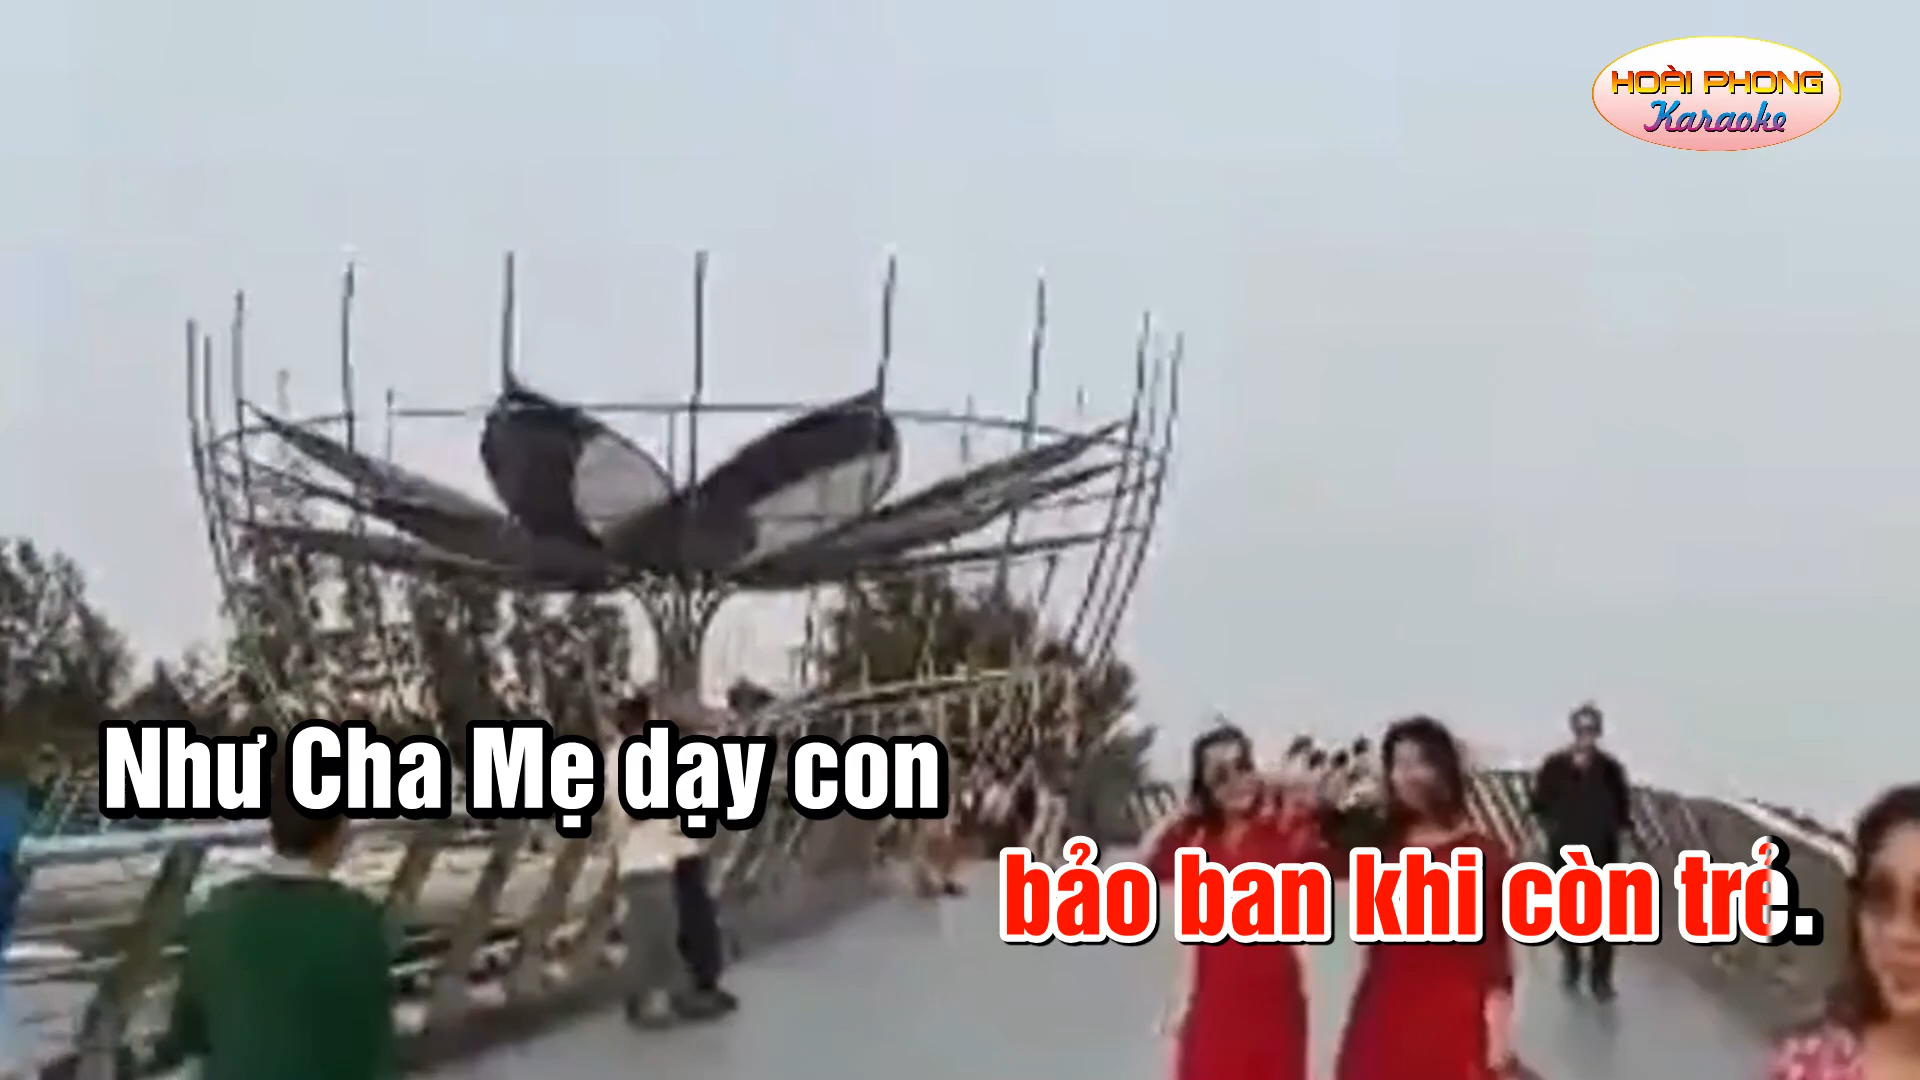 HOÀI PHONG
Karaoke
Như Cha Mẹ dạy con
bảo ban khi còn trẻ.